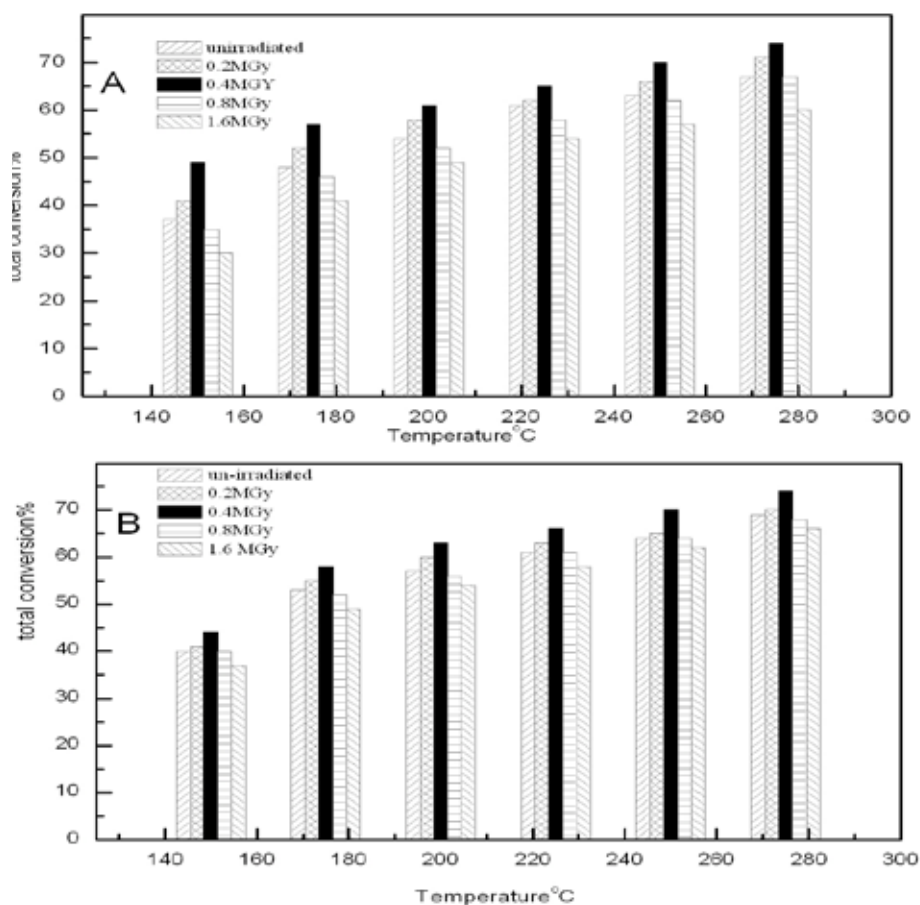 A
unirradiated
0.2MGy
0.4MGY
0.8MGy
1.6MGy
total conversion%
70
60
50
40
30
20
10
0
140 160 180 200 220 240 260 280 300
Temperature°C
B
un-irradiated
0.2MGy
0.4MGy
0.8MGy
1.6 MGy
total conversion%
70
60
50
40
30
20
10
0
140 160 180 200 220 240 260 280 300
Temperature°C